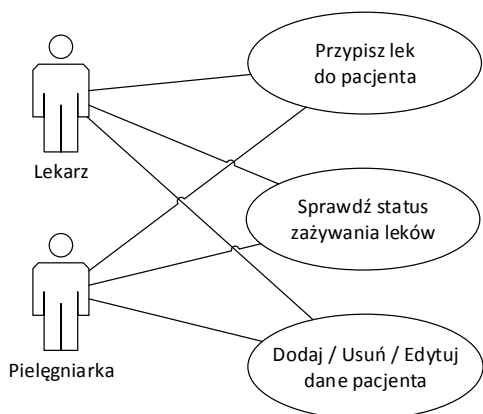 Przypisz lek
do pacjenta
Lekarz
Sprawdź status
zażywania leków
Pielęgniarka
Dodaj / Usuń / Edytuj
dane pacjenta